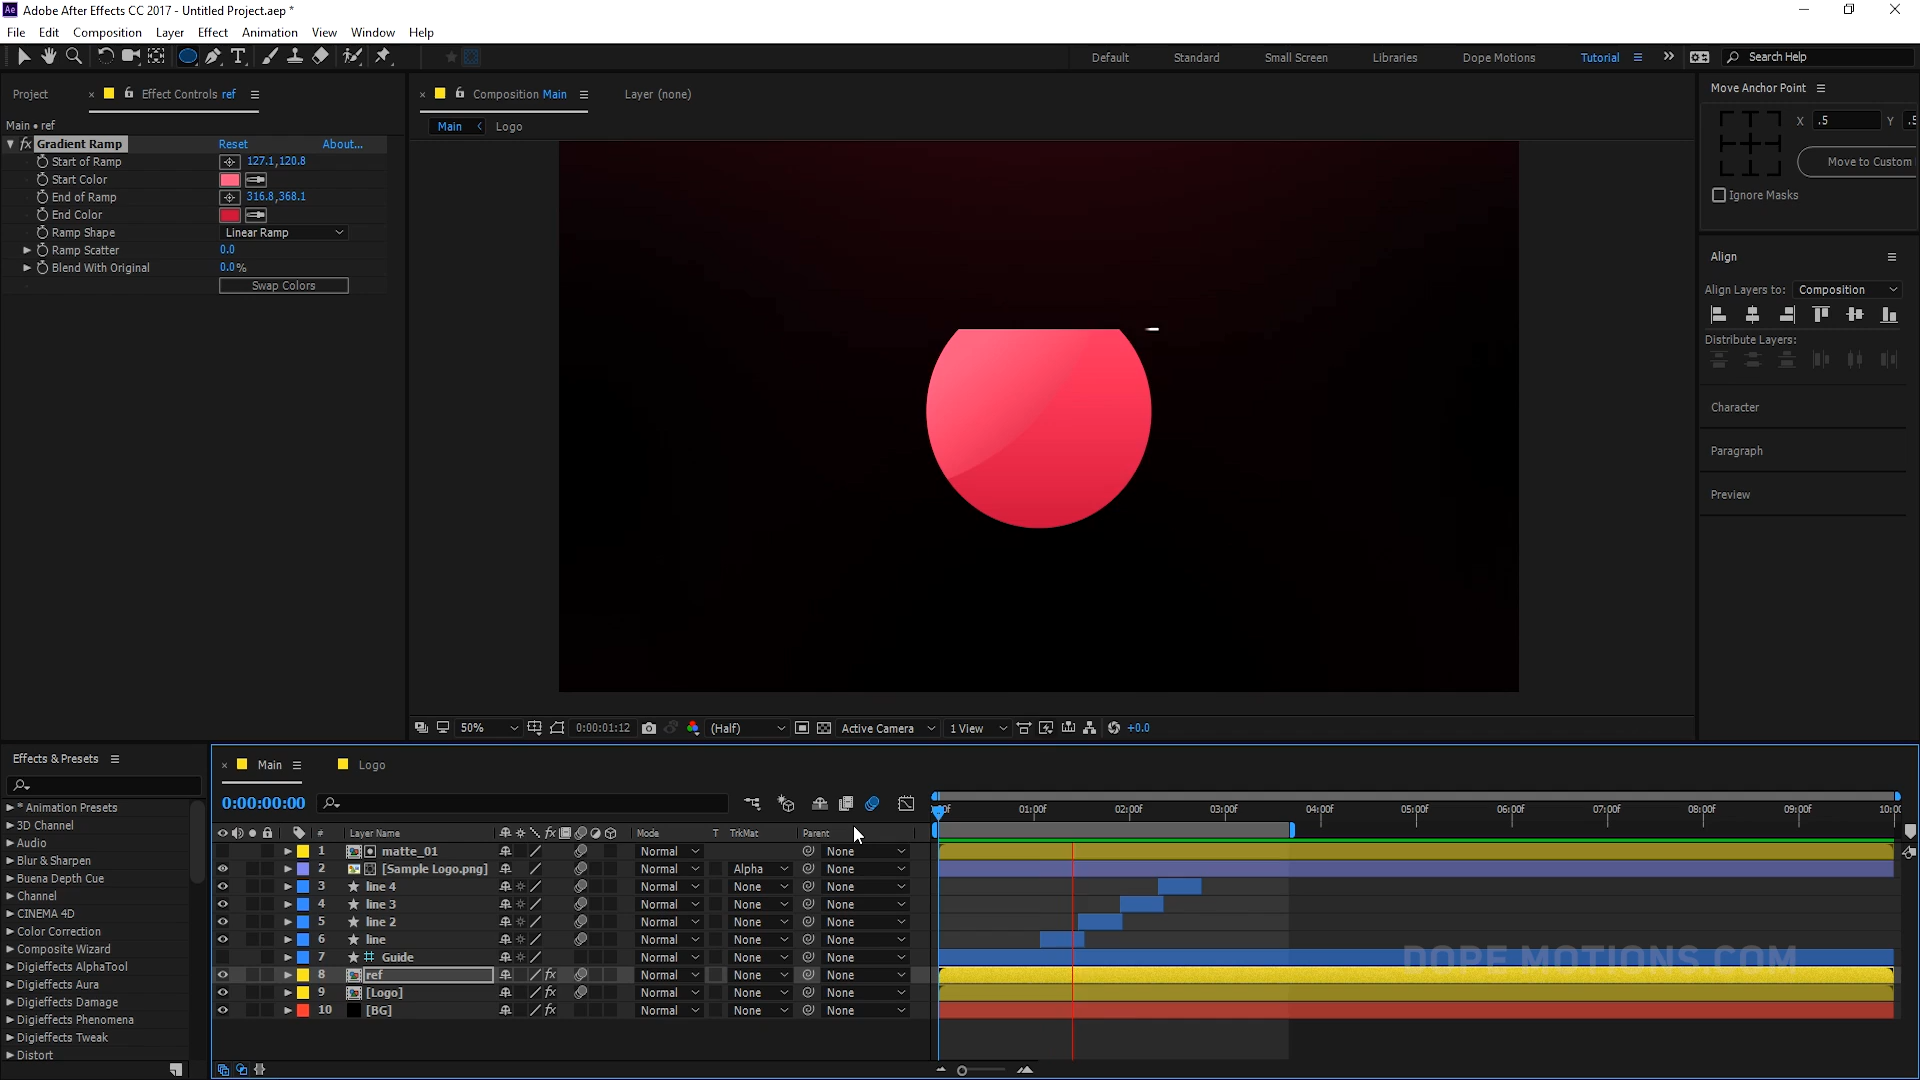 Adobe After Effects CC 2017 - Untitled Project.aep *
File Edit Composition Layer Effect Animation View Window Help
Default Standard Small Screen Libraries Dope Motions Tutorial Search Help
Project Effect Controls ref
Main • ref
fx Gradient Ramp Reset About...
Start of Ramp 127.1,120.8
Start Color
End of Ramp 316.8,368.1
End Color
Ramp Shape Linear Ramp
Ramp Scatter 0.0
Blend With Original 0.0%
Swap Colors
Composition Main Layer (none)
Main Logo
50% 0:00:01:12 (Half) Active Camera 1 View +0.0
Move Anchor Point
X .5 Y .5
Move to Custom
Ignore Masks
Align
Align Layers to: Composition
Distribute Layers:
Character
Paragraph
Preview
Effects & Presets
* Animation Presets
3D Channel
Audio
Blur & Sharpen
Buena Depth Cue
Channel
CINEMA 4D
Color Correction
Composite Wizard
Digieffects AlphaTool
Digieffects Aura
Digieffects Damage
Digieffects Phenomena
Digieffects Tweak
Distort
Main Logo
0:00:00:00
01:00f 02:00f 03:00f 04:00f 05:00f 06:00f 07:00f 08:00f 09:00f
# Layer Name fx Mode T TrkMat Parent
1 matte_01 Normal None
2 [Sample Logo.png] Normal Alpha None
3 line 4 Normal None None
4 line 3 Normal None None
5 line 2 Normal None None
6 line Normal None None
7 Guide Normal None None
8 ref fx Normal None None
9 [Logo] fx Normal None None
10 [BG] fx Normal None None
DOPE MOTIONS.COM